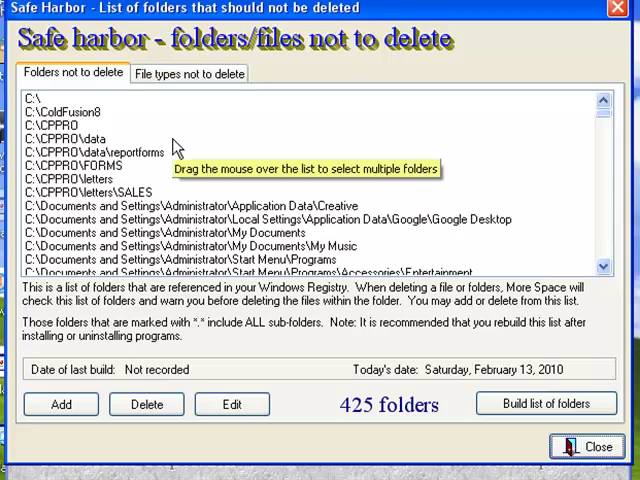 Safe Harbor - List of folders that should not be deleted
Safe harbor - folders/files not to delete
Folders not to delete
File types not to delete
C:\
C:\ColdFusion8
C:\CPPRO
C:\CPPRO\data
C:\CPPRO\data\reportforms
C:\CPPRO\FORMS
Drag the mouse over the list to select multiple folders
C:\CPPRO\letters
C:\CPPRO\letters\SALES
C:\Documents and Settings\Administrator\Application Data\Creative
C:\Documents and Settings\Administrator\Local Settings\Application Data\Google\Google Desktop
C:\Documents and Settings\Administrator\My Documents
C:\Documents and Settings\Administrator\My Documents\My Music
C:\Documents and Settings\Administrator\Start Menu\Programs
C:\Documents and Settings\Administrator\Start Menu\Programs\Accessories\Entertainment
This is a list of folders that are referenced in your Windows Registry. When deleting a file or folders, More Space will
check this list of folders and warn you before deleting the files within the folder. You may add or delete from this list.
Those folders that are marked with *.* include ALL sub-folders. Note: It is recommended that you rebuild this list after
installing or uninstalling programs.
Date of last build: Not recorded
Today's date: Saturday, February 13, 2010
Add
Delete
Edit
425 folders
Build list of folders
Close